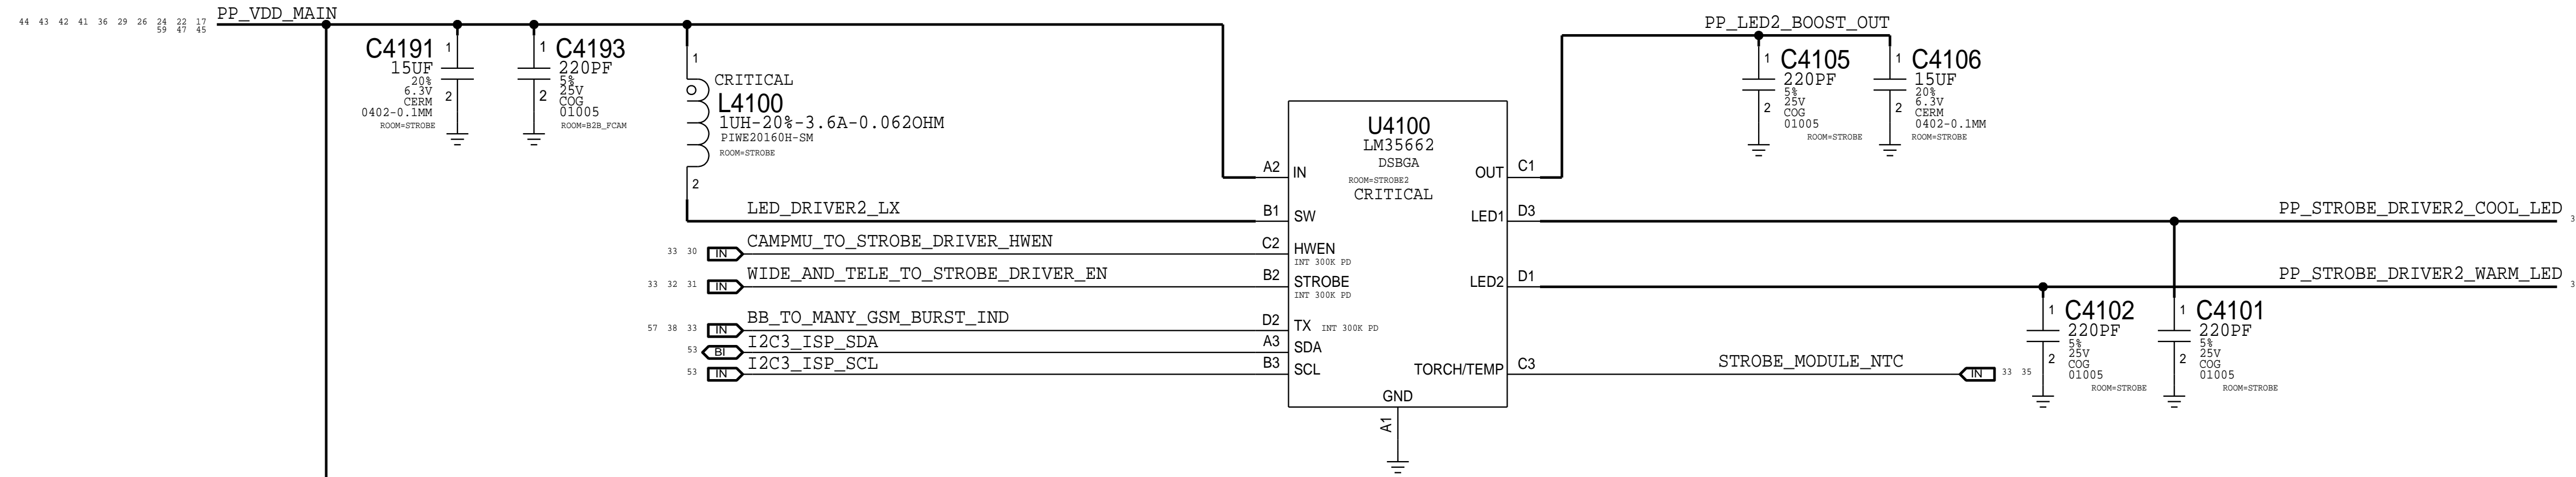 PP_VDD_MAIN
44 43 42 41 36 29 26 24 22 17
59 47 45
C4191
1
15UF
20%
6.3V
CERM
2
0402-0.1MM
ROOM=STROBE
C4193
1
220PF
5%
25V
COG
2
01005
ROOM=B2B_FCAM
1
CRITICAL
L4100
1UH-20%-3.6A-0.062OHM
PIWE20160H-SM
ROOM=STROBE
2
LED_DRIVER2_LX
33 30 IN CAMPMU_TO_STROBE_DRIVER_HWEN
33 32 31 IN WIDE_AND_TELE_TO_STROBE_DRIVER_EN
57 38 33 IN BB_TO_MANY_GSM_BURST_IND
53 BI I2C3_ISP_SDA
53 IN I2C3_ISP_SCL
U4100
LM35662
DSBGA
ROOM=STROBE2
CRITICAL
A2 IN
B1 SW
C2 HWEN
INT 300K PD
B2 STROBE
INT 300K PD
D2 TX INT 300K PD
A3 SDA
B3 SCL
OUT C1
LED1 D3
LED2 D1
TORCH/TEMP C3
GND
A1
PP_LED2_BOOST_OUT
C4105
1
220PF
5%
25V
COG
2
01005
ROOM=STROBE
C4106
1
15UF
20%
6.3V
CERM
2
0402-0.1MM
ROOM=STROBE
PP_STROBE_DRIVER2_COOL_LED 3
PP_STROBE_DRIVER2_WARM_LED 3
C4102
1
220PF
5%
25V
COG
2
01005
ROOM=STROBE
C4101
1
220PF
5%
25V
COG
2
01005
ROOM=STROBE
STROBE_MODULE_NTC IN 33 35